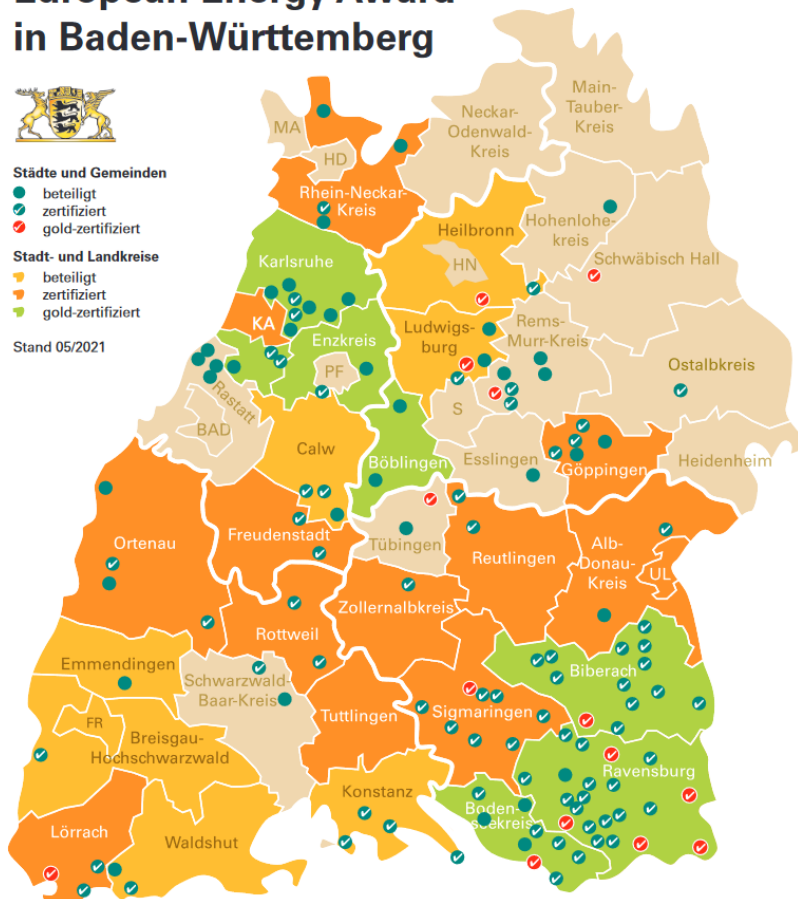 European Energy Award
in Baden-Württemberg
Städte und Gemeinden
beteiligt
zertifiziert
gold-zertifiziert
Stadt- und Landkreise
beteiligt
zertifiziert
gold-zertifiziert
Stand 05/2021
Main-
Tauber-
Kreis
Neckar-
Odenwald-
Kreis
MA
HD
Rhein-Neckar-
Kreis
Hohenlohe-
kreis
Heilbronn
HN
Schwäbisch Hall
Karlsruhe
KA
Enzkreis
PF
Ludwigs-
burg
Rems-
Murr-Kreis
Ostalbkreis
Rastatt
BAD
S
Calw
Böblingen
Esslingen
Göppingen
Heidenheim
Ortenau
Freudenstadt
Tübingen
Reutlingen
Alb-
Donau-
Kreis
UL
Zollernalbkreis
Rottweil
Emmendingen
Schwarzwald-
Baar-Kreis
Biberach
FR
Breisgau-
Hochschwarzwald
Tuttlingen
Sigmaringen
Konstanz
Ravensburg
Boden-
seekreis
Lörrach
Waldshut